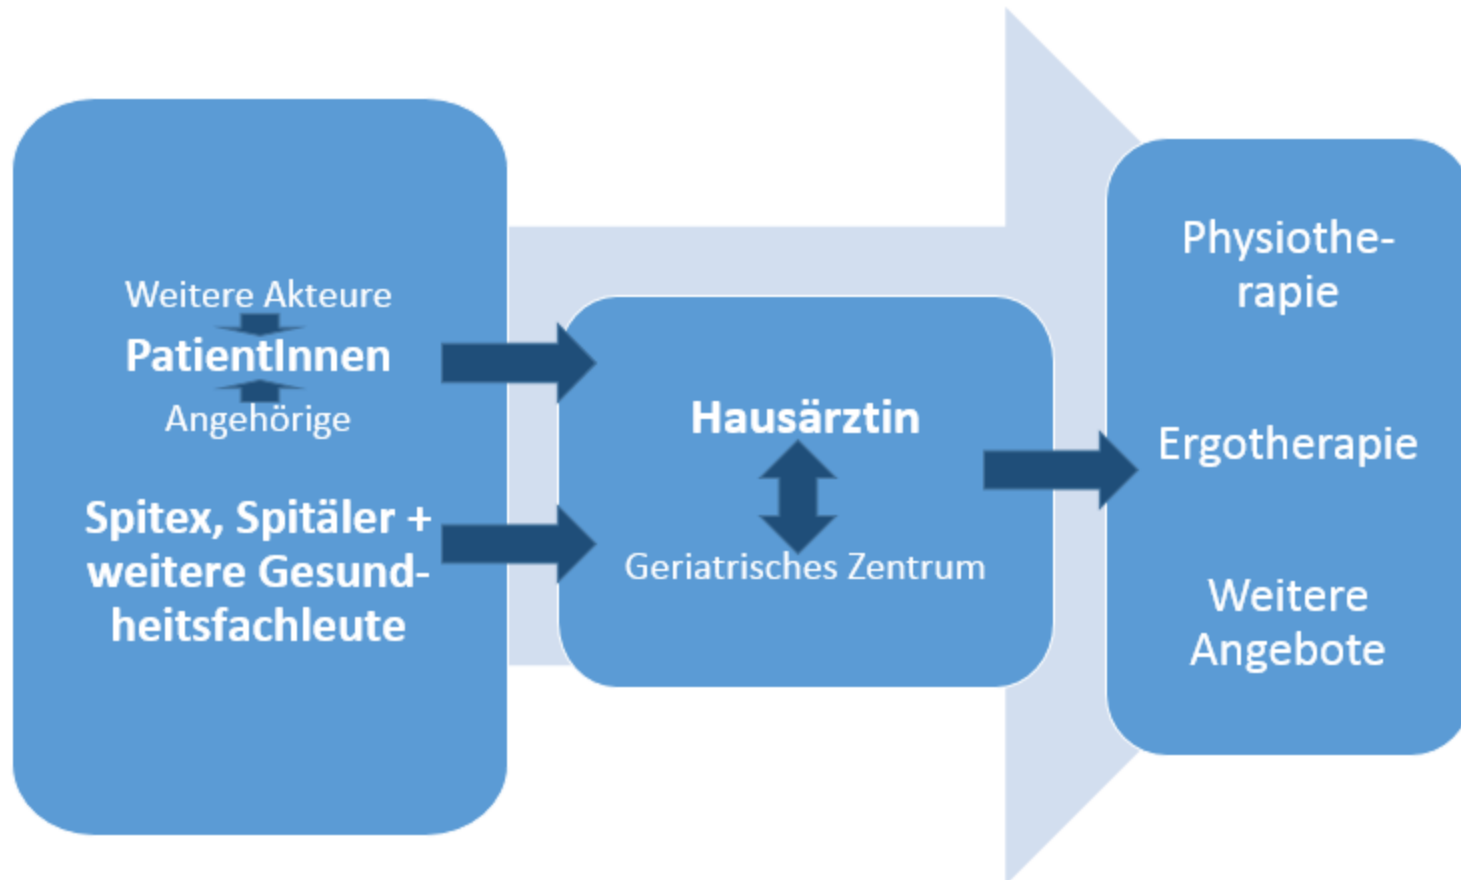 Weitere Akteure
PatientInnen
Angehörige
Spitex, Spitäler +
weitere Gesund-
heitsfachleute
Hausärztin
Geriatrisches Zentrum
Physiothe-
rapie
Ergotherapie
Weitere
Angebote